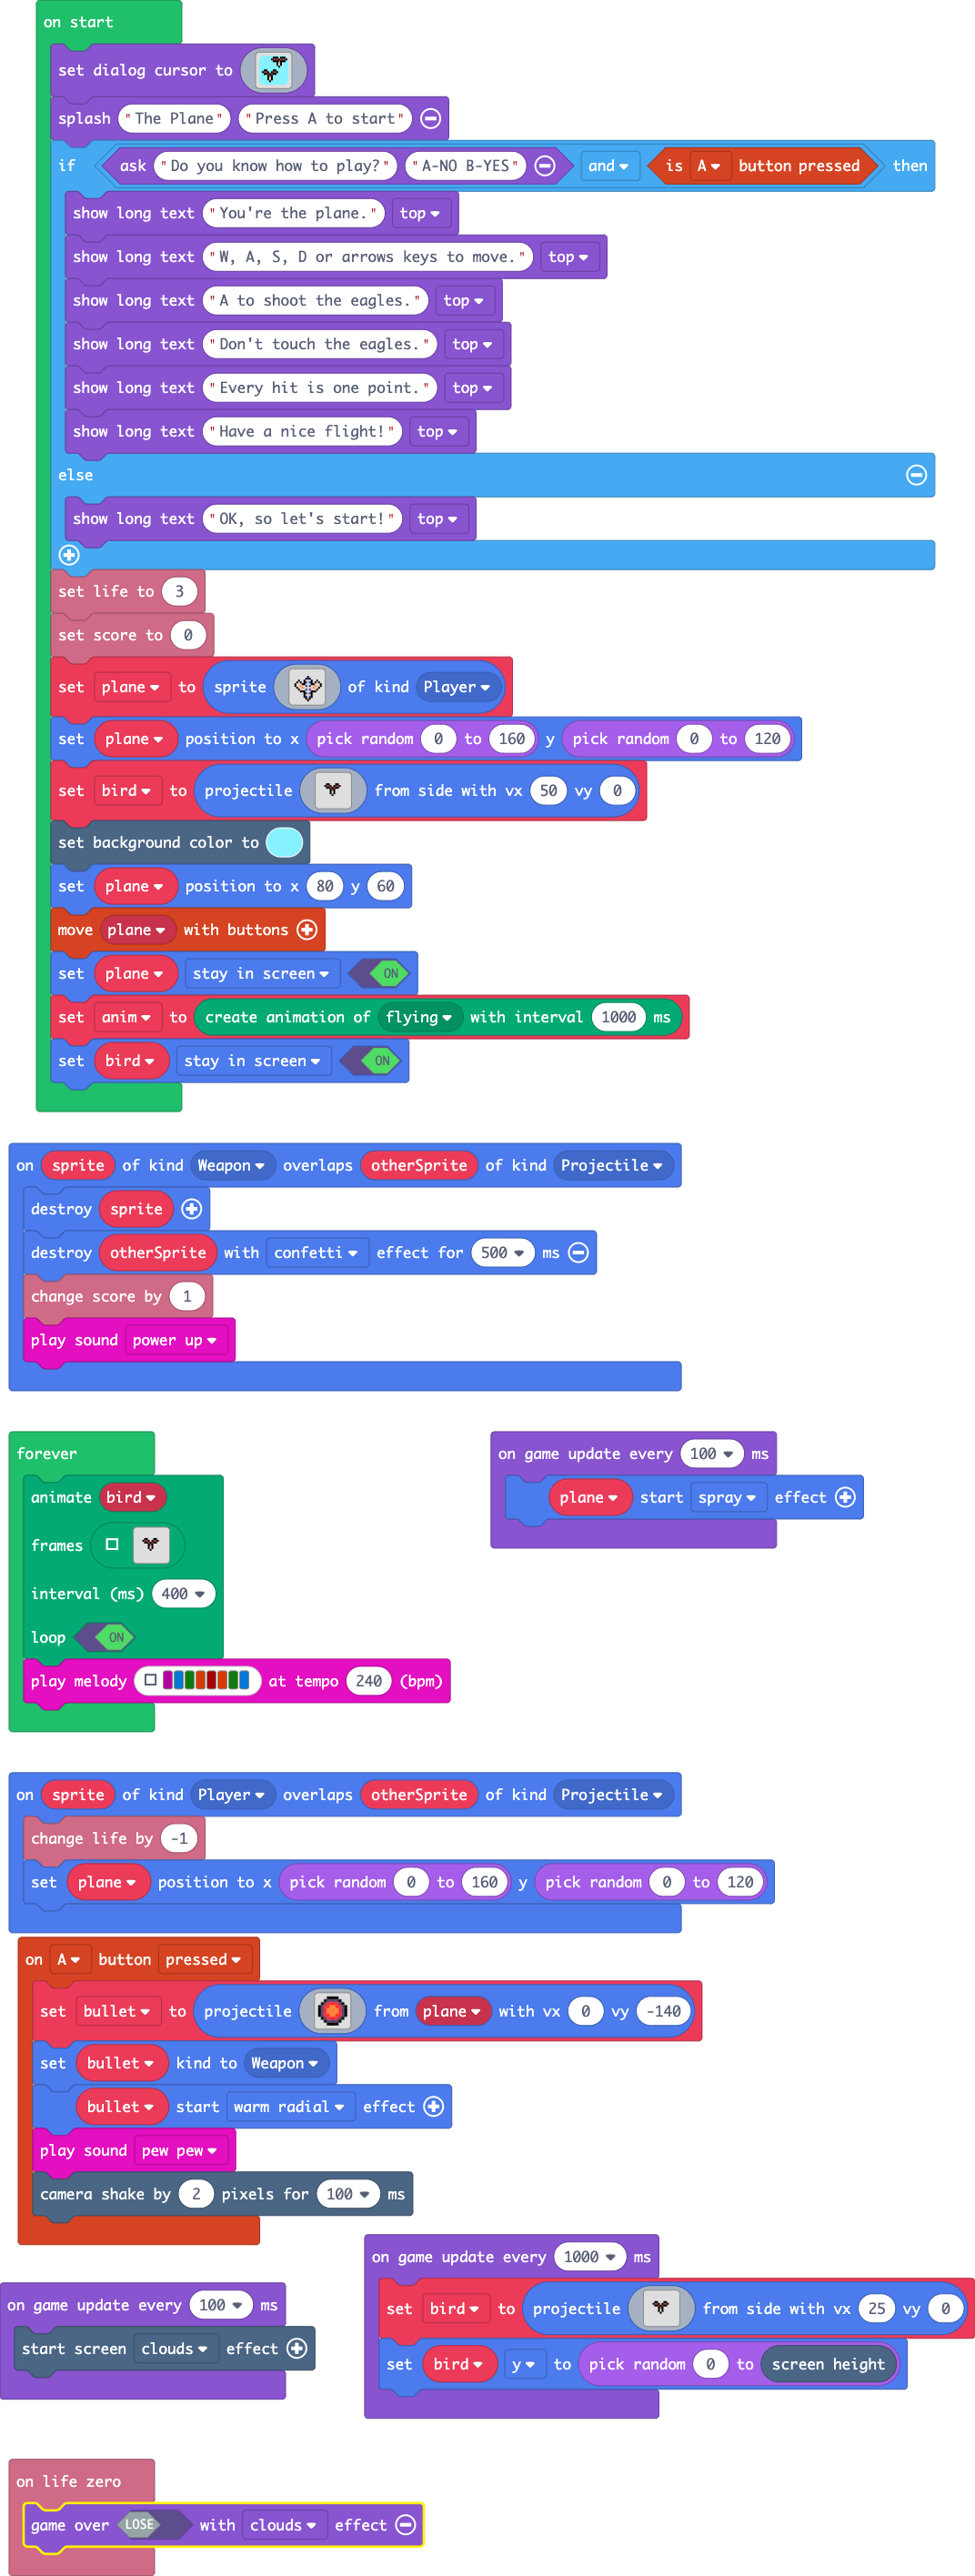 on start
set dialog cursor to
splash "The Plane" "Press A to start"
if ask "Do you know how to play?" "A-NO B-YES" and is A button pressed then
show long text "You're the plane." top
show long text "W, A, S, D or arrows keys to move." top
show long text "A to shoot the eagles." top
show long text "Don't touch the eagles." top
show long text "Every hit is one point." top
show long text "Have a nice flight!" top
else
show long text "OK, so let's start!" top
set life to 3
set score to 0
set plane to sprite of kind Player
set plane position to x pick random 0 to 160 y pick random 0 to 120
set bird to projectile from side with vx 50 vy 0
set background color to
set plane position to x 80 y 60
move plane with buttons
set plane stay in screen ON
set anim to create animation of flying with interval 1000 ms
set bird stay in screen ON
on sprite of kind Weapon overlaps otherSprite of kind Projectile
destroy sprite
destroy otherSprite with confetti effect for 500 ms
change score by 1
play sound power up
forever
animate bird
frames
interval (ms) 400
loop ON
play melody at tempo 240 (bpm)
on game update every 100 ms
plane start spray effect
on sprite of kind Player overlaps otherSprite of kind Projectile
change life by -1
set plane position to x pick random 0 to 160 y pick random 0 to 120
on A button pressed
set bullet to projectile from plane with vx 0 vy -140
set bullet kind to Weapon
bullet start warm radial effect
play sound pew pew
camera shake by 2 pixels for 100 ms
on game update every 1000 ms
set bird to projectile from side with vx 25 vy 0
set bird y to pick random 0 to screen height
on game update every 100 ms
start screen clouds effect
on life zero
game over LOSE with clouds effect